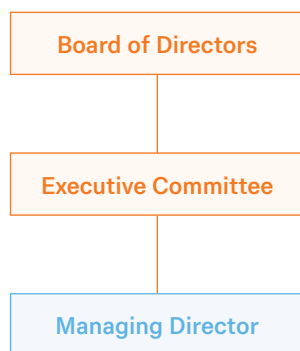 Board of Directors
Executive Committee
Managing Director